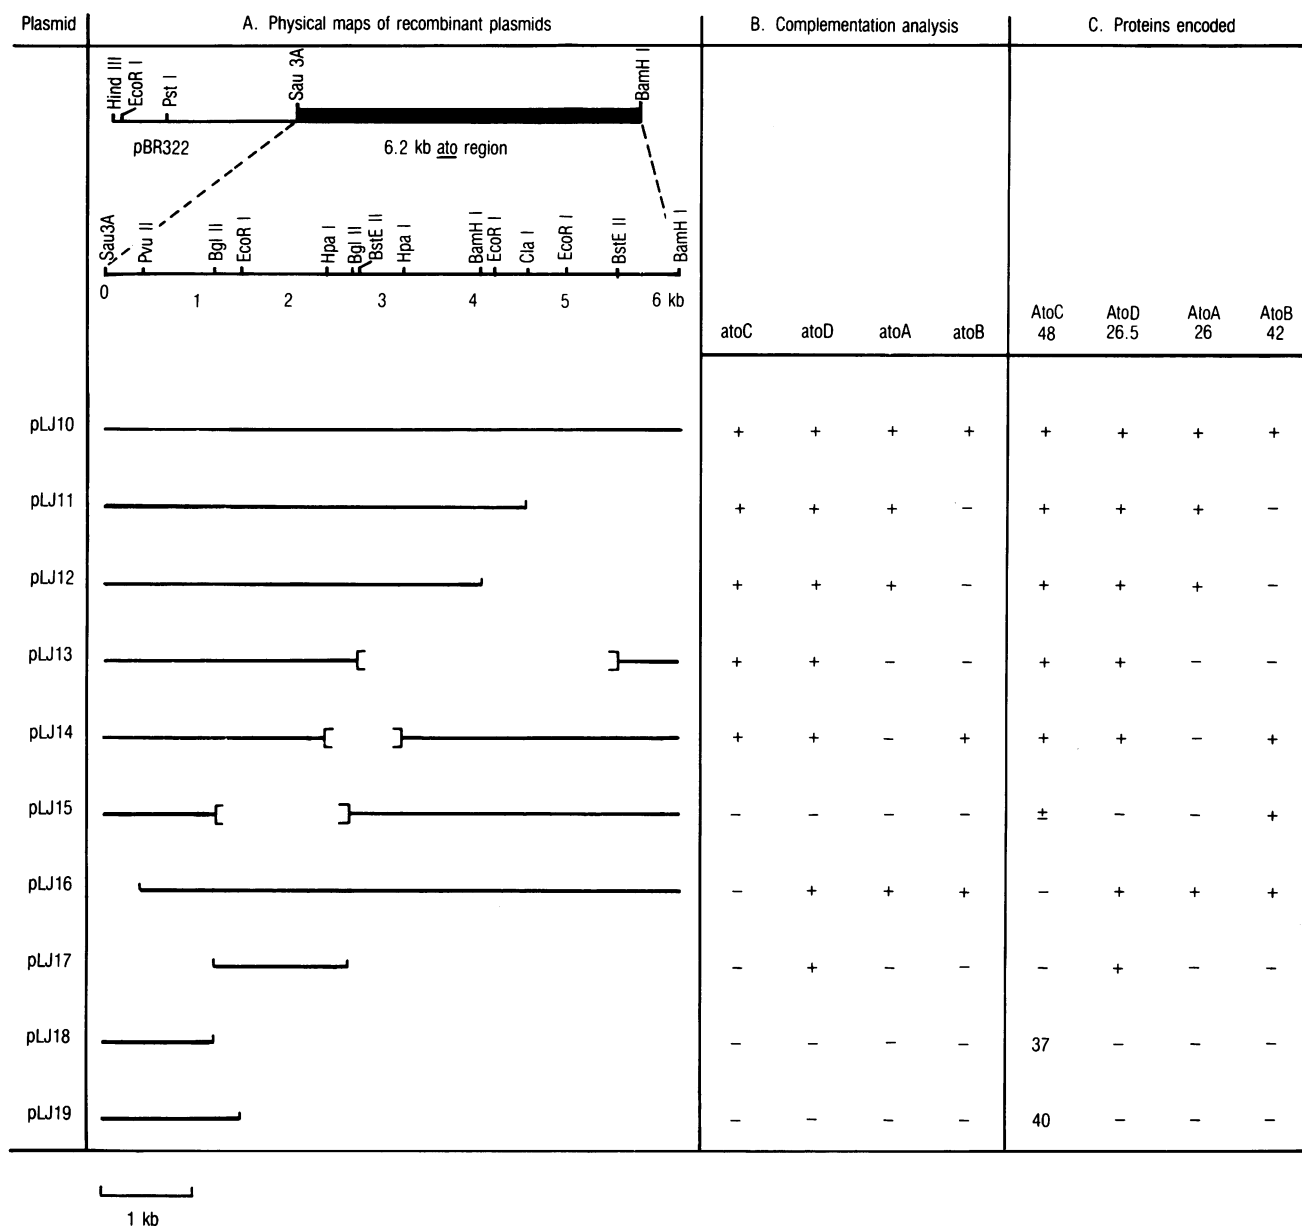 Plasmid A. Physical maps of recombinant plasmids B. Complementation analysis C. Proteins encoded
Hind III EcoR I Pst I Sau 3A BamH I
pBR322 6.2 kb ato region
Sau3A Pvu II Bgl II EcoR I Hpa I Bgl II BstE II Hpa I BamH I EcoR I Cla I EcoR I BstE II BamH I
0 1 2 3 4 5 6 kb
atoC atoD atoA atoB AtoC AtoD AtoA AtoB
48 26.5 26 42
pLJ10 + + + + + + + +
pLJ11 + + + − + + + −
pLJ12 + + + − + + + −
pLJ13 + + − − + + − −
pLJ14 + + − + + + − +
pLJ15 − − − − ± − − +
pLJ16 − + + + − + + +
pLJ17 − + − − − + − −
pLJ18 − − − − 37 − − −
pLJ19 − − − − 40 − − −
1 kb